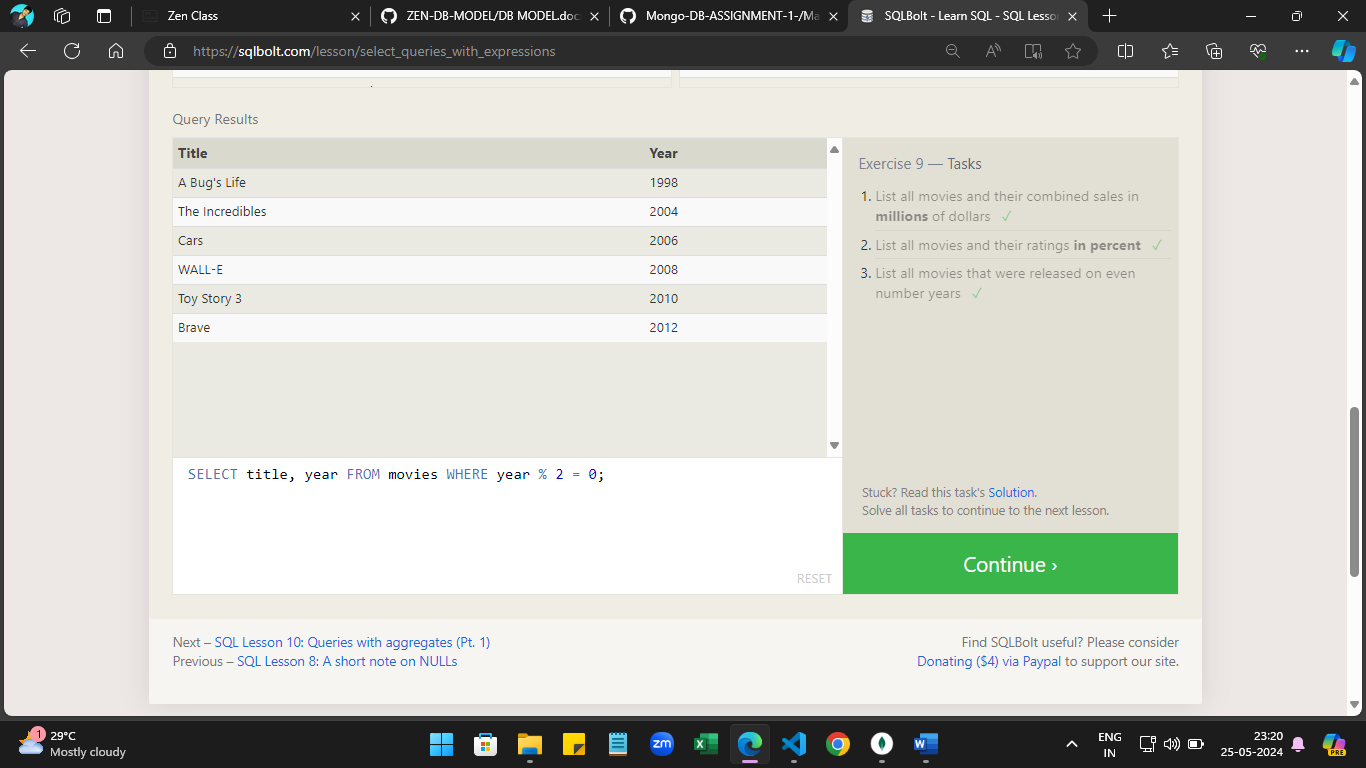 Zen Class
ZEN-DB-MODEL/DB MODEL.doc
Mongo-DB-ASSIGNMENT-1-/Ma
SQLBolt - Learn SQL - SQL Lesso
https://sqlbolt.com/lesson/select_queries_with_expressions
Query Results
Title Year
A Bug's Life 1998
The Incredibles 2004
Cars 2006
WALL-E 2008
Toy Story 3 2010
Brave 2012
SELECT title, year FROM movies WHERE year % 2 = 0;
RESET
Exercise 9 — Tasks
1. List all movies and their combined sales in
millions of dollars ✓
2. List all movies and their ratings in percent ✓
3. List all movies that were released on even
number years ✓
Stuck? Read this task's Solution.
Solve all tasks to continue to the next lesson.
Continue ›
Next – SQL Lesson 10: Queries with aggregates (Pt. 1)
Previous – SQL Lesson 8: A short note on NULLs
Find SQLBolt useful? Please consider
Donating ($4) via Paypal to support our site.
1
29°C
Mostly cloudy
zm
ENG
IN
23:20
25-05-2024
PRE